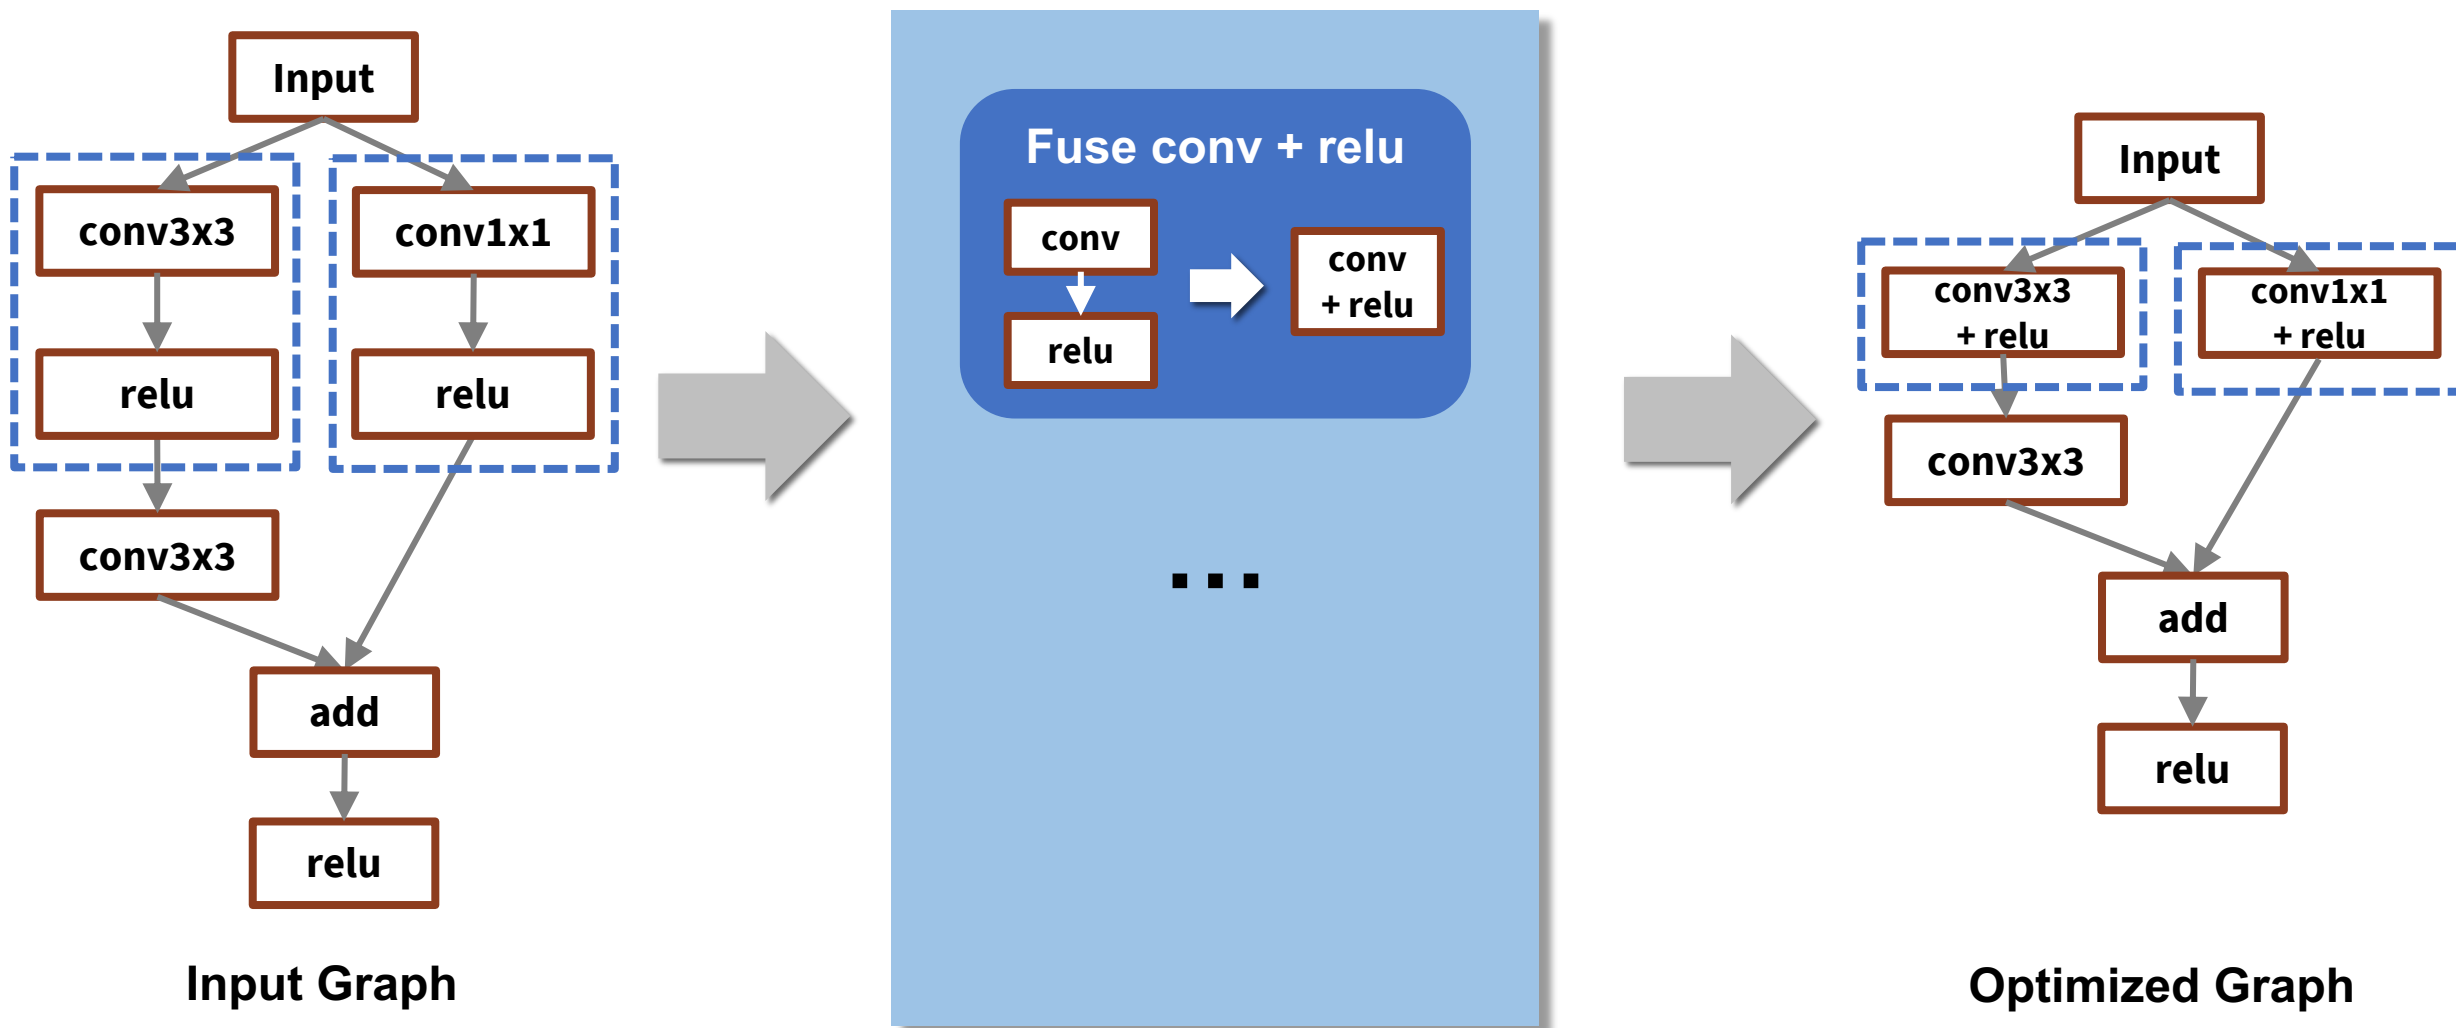 Input
conv3x3
conv1x1
relu
relu
conv3x3
add
relu
Input Graph
Fuse conv + relu
conv
relu
conv
+ relu
...
Input
conv3x3
+ relu
conv1x1
+ relu
conv3x3
add
relu
Optimized Graph